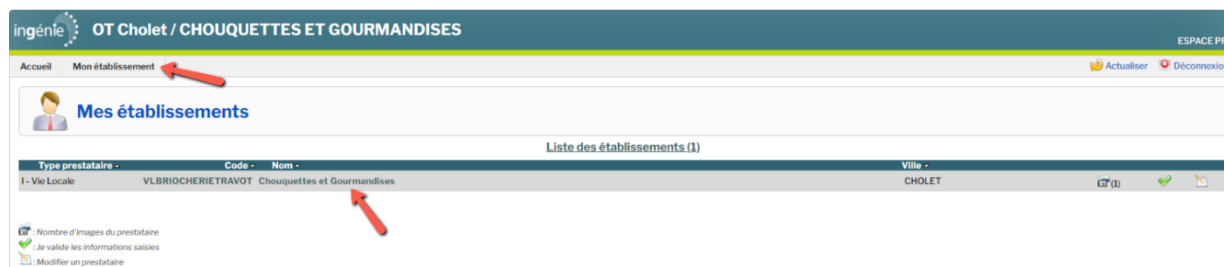 ingénie OT Cholet / CHOUQUETTES ET GOURMANDISES
ESPACE PR
Accueil Mon établissement Actualiser Déconnexio
Mes établissements
Liste des établissements (1)
Type prestataire - Code - Nom - Ville -
I - Vie Locale VLBRIOCHERIETRAVOT Chouquettes et Gourmandises CHOLET (1)
: Nombre d'images du prestataire
: Je valide les informations saisies
: Modifier un prestataire